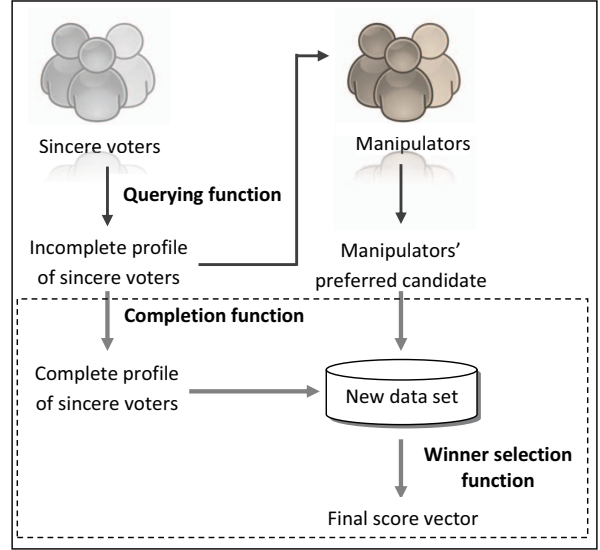 Sincere voters
Manipulators
Querying function
Incomplete profile
of sincere voters
Manipulators'
preferred candidate
Completion function
Complete profile
of sincere voters
New data set
Winner selection
function
Final score vector